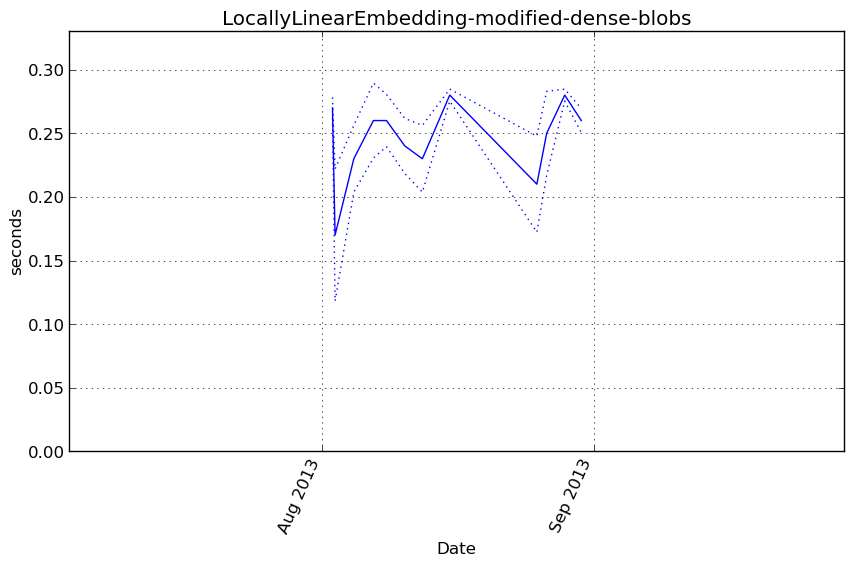 LocallyLinearEmbedding-modified-dense-blobs
0.30
0.25
0.20
0.15
0.10
0.05
0.00
seconds
Aug 2013
Sep 2013
Date